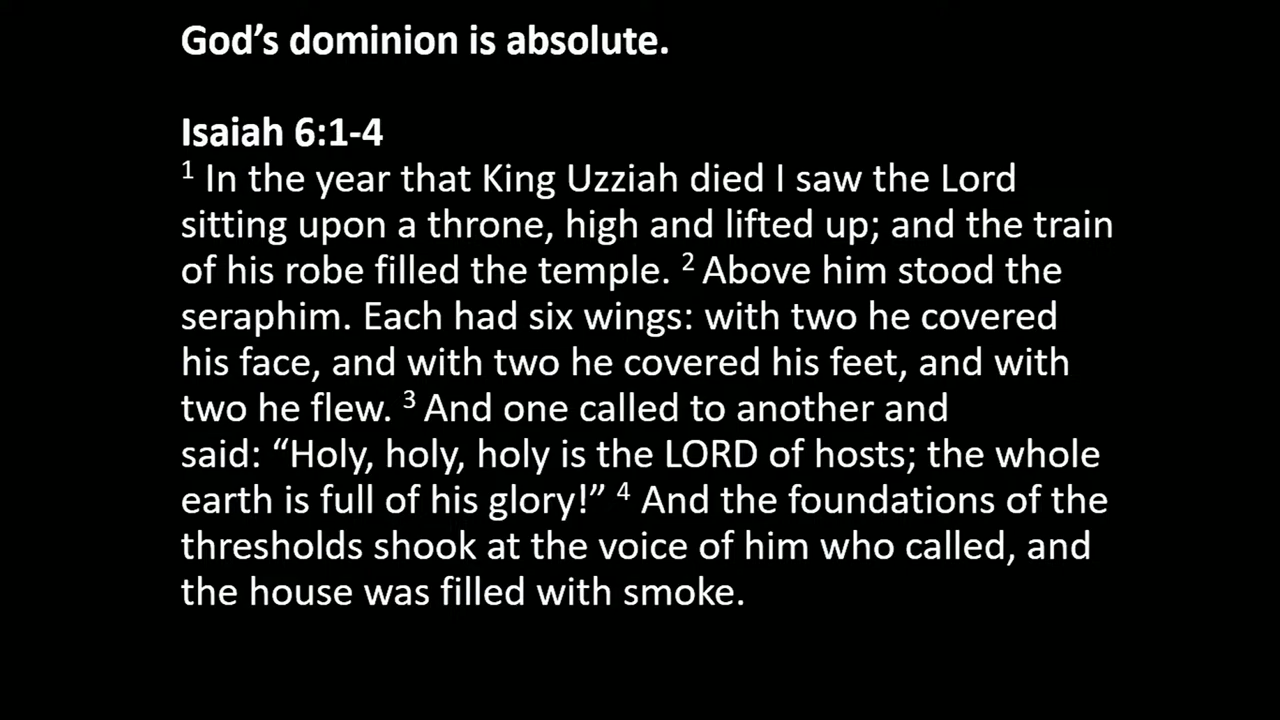 God’s dominion is absolute.
Isaiah 6:1-4
1 In the year that King Uzziah died I saw the Lord
sitting upon a throne, high and lifted up; and the train
of his robe filled the temple. 2 Above him stood the
seraphim. Each had six wings: with two he covered
his face, and with two he covered his feet, and with
two he flew. 3 And one called to another and
said: “Holy, holy, holy is the LORD of hosts; the whole
earth is full of his glory!” 4 And the foundations of the
thresholds shook at the voice of him who called, and
the house was filled with smoke.